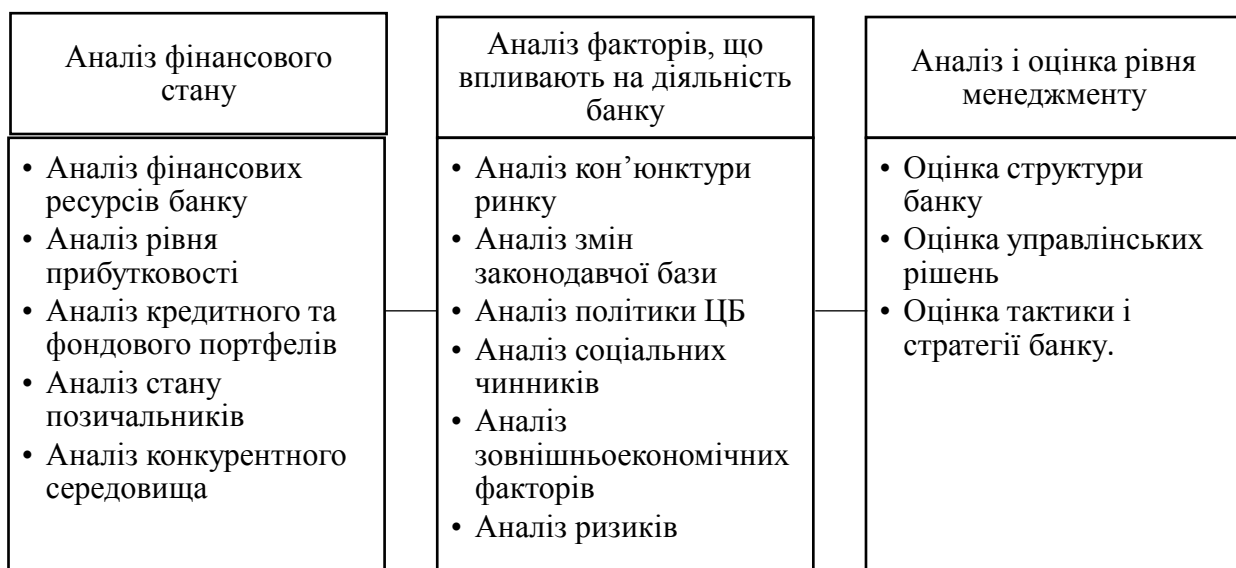 Аналіз фінансового
стану
• Аналіз фінансових
ресурсів банку
• Аналіз рівня
прибутковості
• Аналіз кредитного та
фондового портфелів
• Аналіз стану
позичальників
• Аналіз конкурентного
середовища
Аналіз факторів, що
впливають на діяльність
банку
• Аналіз кон’юнктури
ринку
• Аналіз змін
законодавчої бази
• Аналіз політики ЦБ
• Аналіз соціальних
чинників
• Аналіз
зовнішньоекономічних
факторів
• Аналіз ризиків
Аналіз і оцінка рівня
менеджменту
• Оцінка структури
банку
• Оцінка управлінських
рішень
• Оцінка тактики і
стратегії банку.